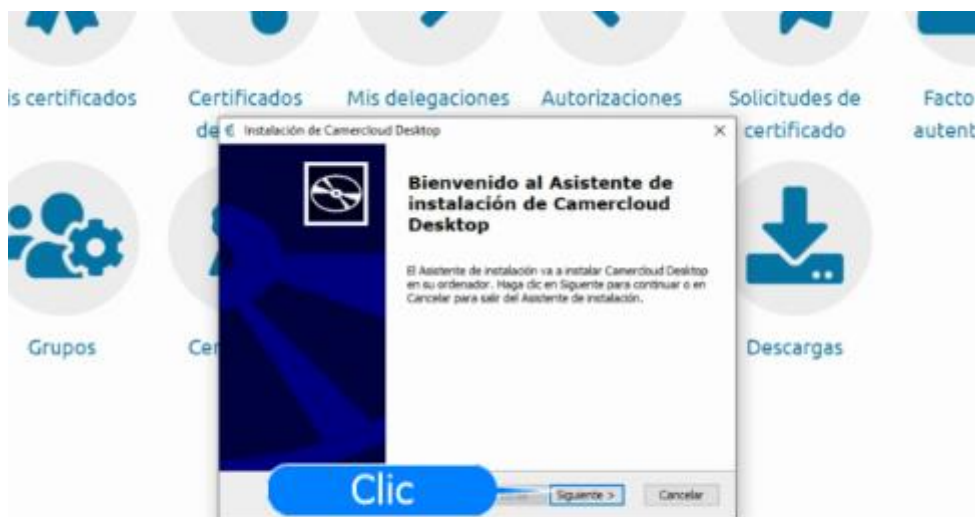 is certificados
Certificados
Mis delegaciones
Autorizaciones
Solicitudes de
certificado
Facto
autent
de
Instalación de Camercloud Desktop
Bienvenido al Asistente de
instalación de Camercloud
Desktop
El Asistente de instalación va a instalar Camercloud Desktop
en su ordenador. Haga clic en Siguiente para continuar o en
Cancelar para salir del Asistente de instalación.
Grupos
Cer
Descargas
Clic
Siguiente >
Cancelar